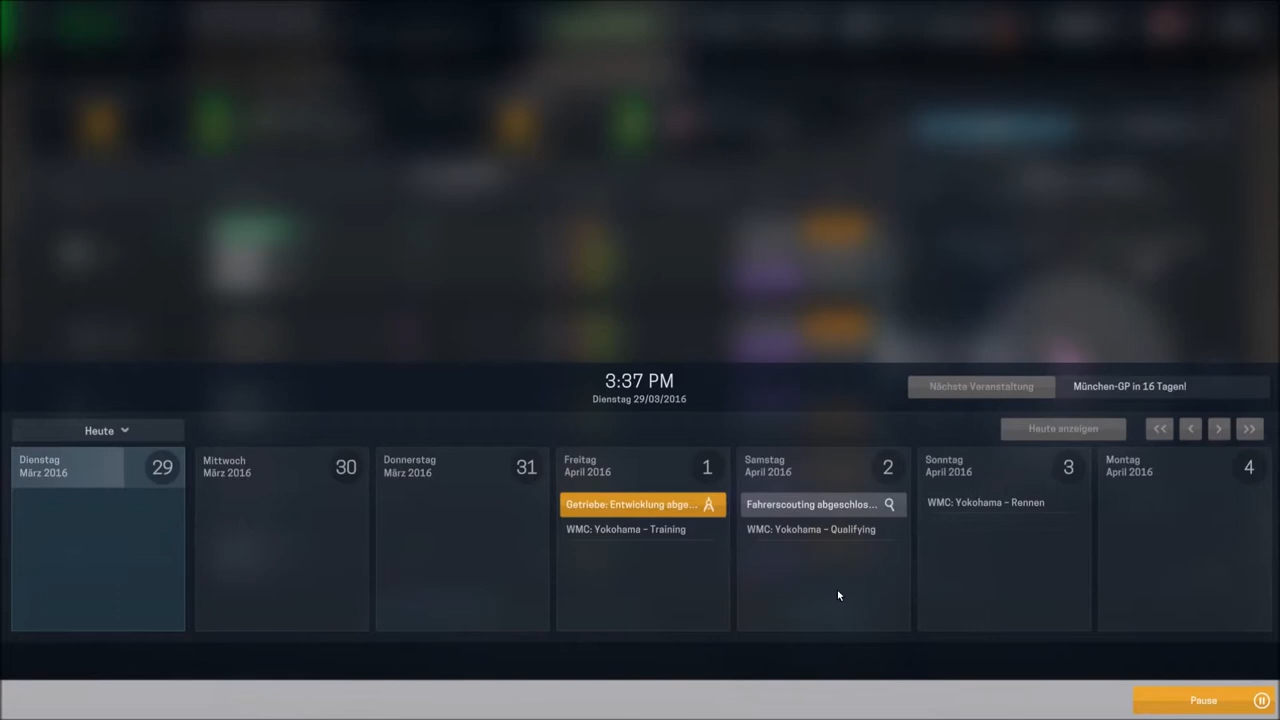 3:37 PM
Dienstag 29/03/2016
Nächste Veranstaltung
München-GP in 16 Tagen!
Heute
Heute anzeigen
<< < > >>
Dienstag
März 2016
29
Mittwoch
März 2016
30
Donnerstag
März 2016
31
Freitag
April 2016
1
Getriebe: Entwicklung abge...
WMC: Yokohama - Training
Samstag
April 2016
2
Fahrerscouting abgeschlos...
WMC: Yokohama - Qualifying
Sonntag
April 2016
3
WMC: Yokohama - Rennen
Montag
April 2016
4
Pause